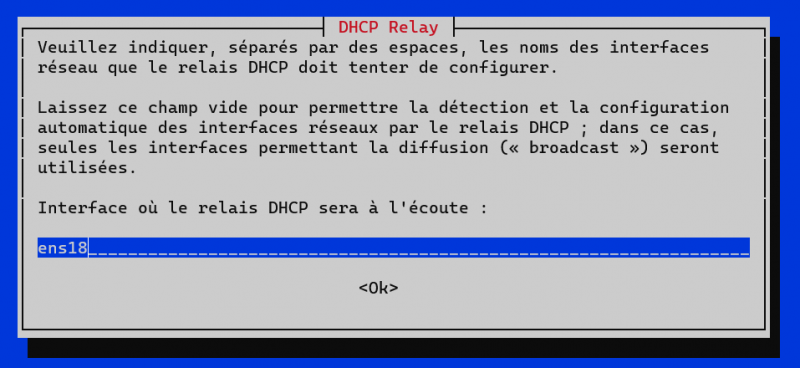 DHCP Relay
Veuillez indiquer, séparés par des espaces, les noms des interfaces
réseau que le relais DHCP doit tenter de configurer.
Laissez ce champ vide pour permettre la détection et la configuration
automatique des interfaces réseaux par le relais DHCP ; dans ce cas,
seules les interfaces permettant la diffusion (« broadcast ») seront
utilisées.
Interface où le relais DHCP sera à l'écoute :
ens18
<Ok>